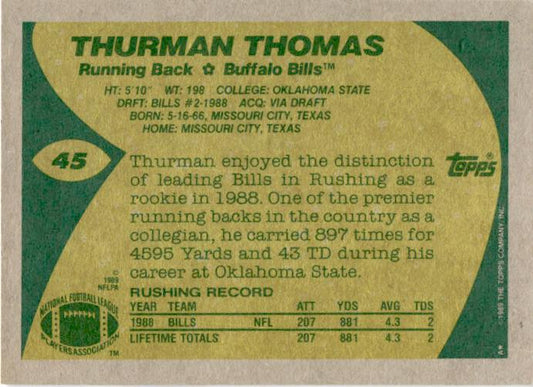 THURMAN THOMAS
Running Back ✩ Buffalo Bills™
HT: 5'10" WT: 198 COLLEGE: OKLAHOMA STATE
DRFT: BILLS #2-1988 ACQ: VIA DRAFT
BORN: 5-16-66, MISSOURI CITY, TEXAS
HOME: MISSOURI CITY, TEXAS
45
Thurman enjoyed the distinction
of leading Bills in Rushing as a
rookie in 1988. One of the premier
running backs in the country as a
collegian, he carried 897 times for
4595 Yards and 43 TD during his
career at Oklahoma State.
topps®
© 1989 NFLPA
NATIONAL FOOTBALL LEAGUE
PLAYERS ASSOCIATION™
RUSHING RECORD
YEAR TEAM ATT YDS AVG TDS
1988 BILLS NFL 207 881 4.3 2
LIFETIME TOTALS 207 881 4.3 2
A* ©1989 THE TOPPS COMPANY, INC.